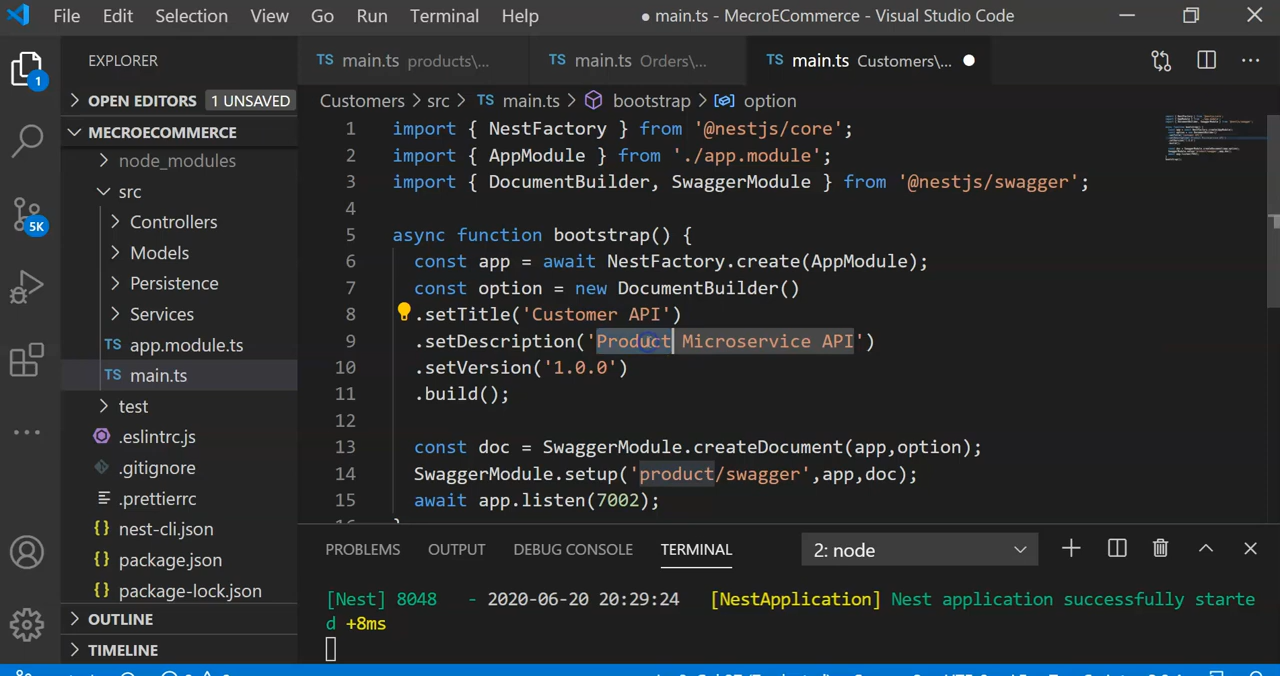 File Edit Selection View Go Run Terminal Help ● main.ts - MecroECommerce - Visual Studio Code
EXPLORER
1
OPEN EDITORS 1 UNSAVED
MECROECOMMERCE
node_modules
src
Controllers
Models
Persistence
Services
TS app.module.ts
TS main.ts
test
.eslintrc.js
.gitignore
.prettierrc
{} nest-cli.json
{} package.json
{} package-lock.json
OUTLINE
TIMELINE
5K
TS main.ts products\... TS main.ts Orders\... TS main.ts Customers\... ●
Customers > src > TS main.ts > bootstrap > option
1 import { NestFactory } from '@nestjs/core';
2 import { AppModule } from './app.module';
3 import { DocumentBuilder, SwaggerModule } from '@nestjs/swagger';
4
5 async function bootstrap() {
6 const app = await NestFactory.create(AppModule);
7 const option = new DocumentBuilder()
8 .setTitle('Customer API')
9 .setDescription('Product Microservice API')
10 .setVersion('1.0.0')
11 .build();
12
13 const doc = SwaggerModule.createDocument(app,option);
14 SwaggerModule.setup('product/swagger',app,doc);
15 await app.listen(7002);
PROBLEMS OUTPUT DEBUG CONSOLE TERMINAL 2: node
[Nest] 8048 - 2020-06-20 20:29:24 [NestApplication] Nest application successfully starte
d +8ms